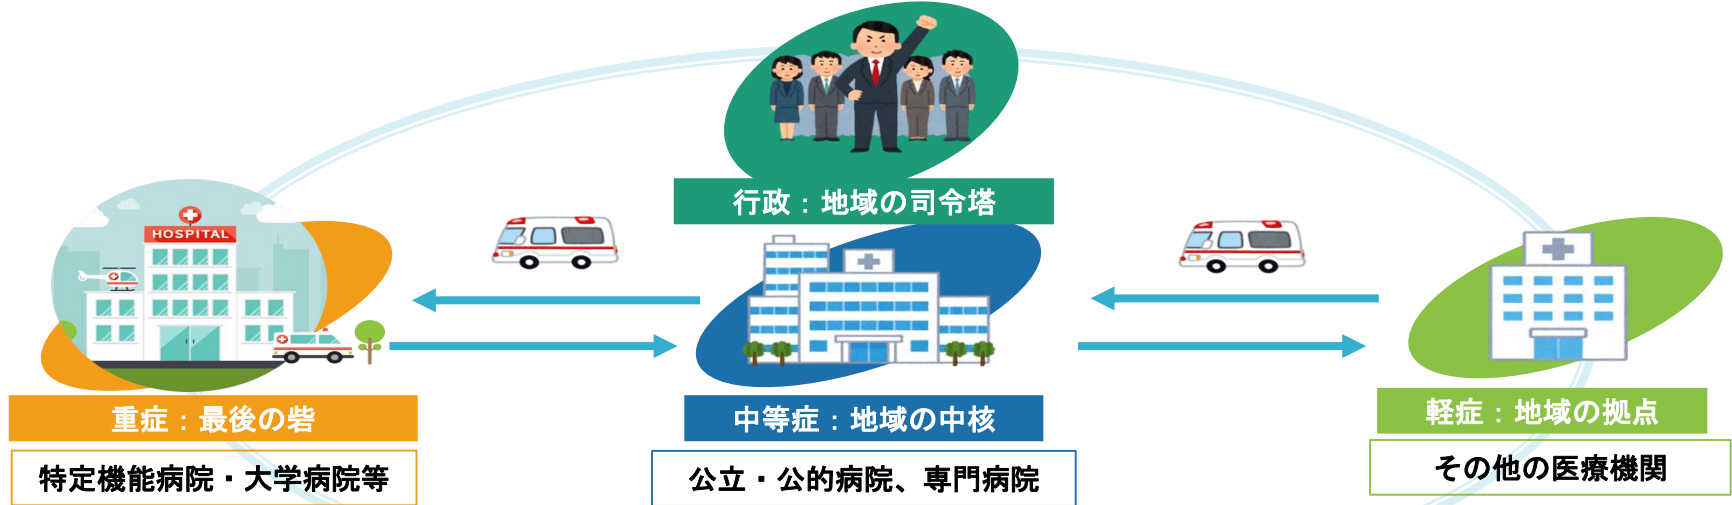 行政：地域の司令塔
HOSPITAL
重症：最後の砦
特定機能病院・大学病院等
中等症：地域の中核
公立・公的病院、専門病院
軽症：地域の拠点
その他の医療機関